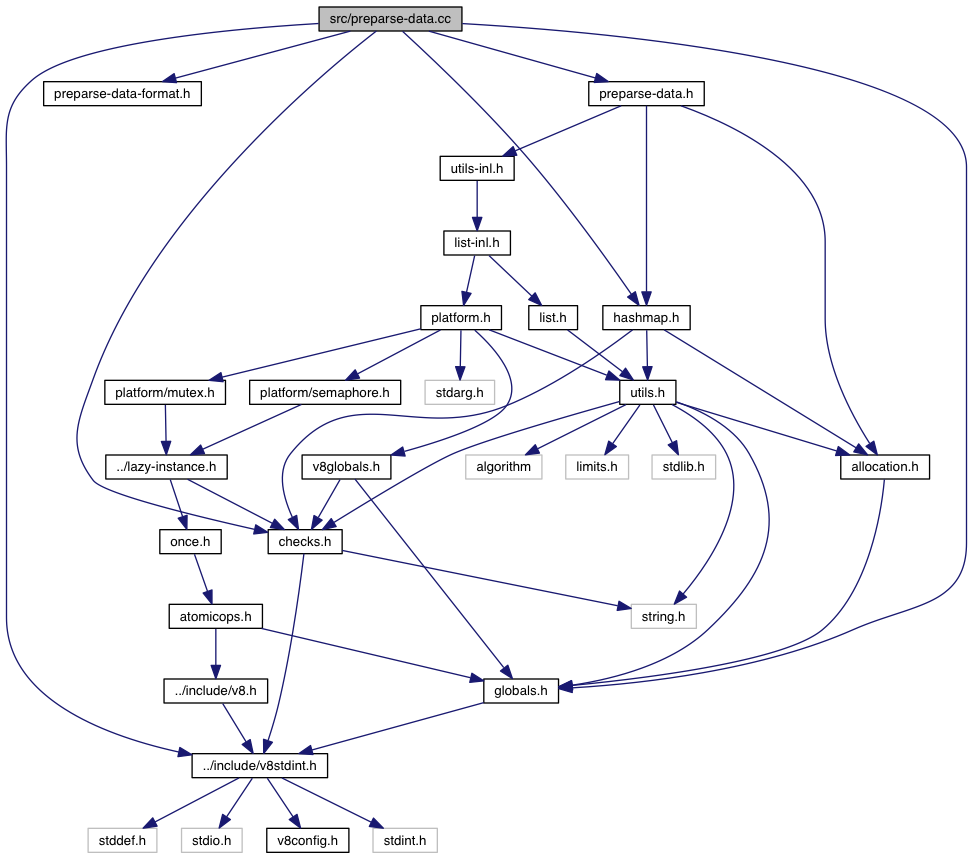 src/preparse-data.cc
preparse-data-format.h
preparse-data.h
utils-inl.h
list-inl.h
platform.h
list.h
hashmap.h
platform/mutex.h
platform/semaphore.h
stdarg.h
utils.h
../lazy-instance.h
v8globals.h
algorithm
limits.h
stdlib.h
allocation.h
once.h
checks.h
atomicops.h
string.h
../include/v8.h
globals.h
../include/v8stdint.h
stddef.h
stdio.h
v8config.h
stdint.h